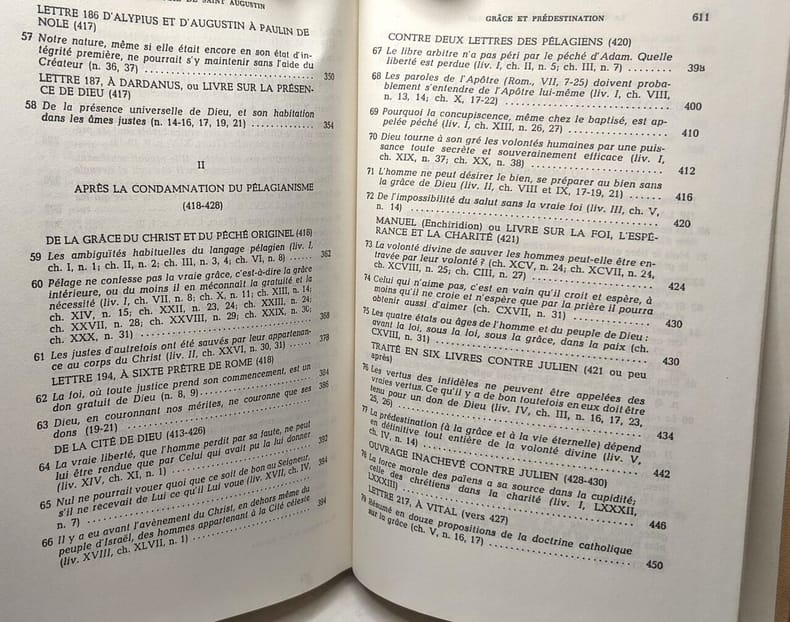 DE SAINT AUGUSTIN
LETTRE 186 D'ALYPIUS ET D'AUGUSTIN À PAULIN DE
NOLE (417)
57 Notre nature, même si elle était encore en son état d'in-
tégrité première, ne pourrait s'y maintenir sans l'aide du
Créateur (n. 36, 37) .......... 350
LETTRE 187, À DARDANUS, ou LIVRE SUR LA PRÉSEN-
CE DE DIEU (417)
58 De la présence universelle de Dieu, et son habitation
dans les âmes justes (n. 14-16, 17, 19, 21) .......... 354
II
APRÈS LA CONDAMNATION DU PÉLAGIANISME
(418-428)
DE LA GRÂCE DU CHRIST ET DU PÉCHÉ ORIGINEL (418)
59 Les ambiguïtés habituelles du langage pélagien (liv. I,
ch. I, n. 1; ch. II, n. 2; ch. III, n. 3, 4; ch. VI, n. 8) .... 362
60 Pélage ne confesse pas la vraie grâce, c'est-à-dire la grâce
intérieure, ou du moins il en méconnaît la gratuité et la
nécessité (liv. I, ch. VII, n. 8; ch. X, n. 11; ch. XIII, n. 14;
ch. XIV, n. 15; ch. XXII, n. 23, 24; ch. XXIII, n. 24;
ch. XXVII, n. 28; ch. XXVIII, n. 29; ch. XXIX, n. 30;
ch. XXX, n. 31) .......... 368
61 Les justes d'autrefois ont été sauvés par leur appartenan-
ce au corps du Christ (liv. II, ch. XXVI, n. 30, 31) ...... 378
LETTRE 194, A SIXTE PRÊTRE DE ROME (418)
62 La foi, où toute justice prend son commencement, est un
don gratuit de Dieu (n. 8, 9) .......... 384
63 Dieu, en couronnant nos mérites, ne couronne que ses
dons (19-21) .......... 386
DE LA CITÉ DE DIEU (413-426)
64 La vraie liberté, que l'homme perdit par sa faute, ne peut
lui être rendue que par Celui qui avait pu la lui donner
(liv. XIV, ch. XI, n. 1) .......... 392
65 Nul ne pourrait vouer quoi que ce soit de bon au Seigneur,
s'il ne recevait de Lui ce qu'il Lui voue (liv. XVII, ch. IV,
n. 7) .......... 394
66 Il y a eu avant l'avènement du Christ, en dehors même du
peuple d'Israël, des hommes appartenant à la Cité céleste
(liv. XVIII, ch. XLVII, n. 1) .......... 394
GRÂCE ET PRÉDESTINATION 611
CONTRE DEUX LETTRES DES PÉLAGIENS (420)
67 Le libre arbitre n'a pas péri par le péché d'Adam. Quelle
liberté est perdue (liv. I, ch. II, n. 5; ch. III, n. 7) ........ 398
68 Les paroles de l'Apôtre (Rom., VII, 7-25) doivent proba-
blement s'entendre de l'Apôtre lui-même (liv. I, ch. VIII,
n. 13, 14; ch. X, 17-22) .......... 400
69 Pourquoi la concupiscence, même chez le baptisé, est ap-
pelée péché (liv. I, ch. XIII, n. 26, 27) .......... 410
70 Dieu tourne à son gré les volontés humaines par une puis-
sance toute secrète et souverainement efficace (liv. I,
ch. XIX, n. 37; ch. XX, n. 38) .......... 412
71 L'homme ne peut désirer le bien, se préparer au bien sans
la grâce de Dieu (liv. II, ch. VIII et IX, 17-19, 21) ...... 416
72 De l'impossibilité du salut sans la vraie foi (liv. III, ch. V,
n. 14) .......... 420
MANUEL (Enchiridion) ou LIVRE SUR LA FOI, L'ESPÉ-
RANCE ET LA CHARITÉ (421)
73 La volonté divine de sauver les hommes peut-elle être en-
travée par leur volonté ? (ch. XCV, n. 24; ch. XCVII, n. 24,
ch. XCVIII, n. 25; ch. CIII, n. 27) .......... 424
74 Celui qui n'aime pas, c'est en vain qu'il croit et espère, à
moins qu'il ne croie et n'espère que par la prière il pourra
obtenir aussi d'aimer (ch. CXVII, n. 31) .......... 430
75 Les quatre états ou âges de l'homme et du peuple de Dieu :
avant la loi, sous la loi, sous la grâce, dans la paix (ch.
CXVIII, n. 31) .......... 430
TRAITÉ EN SIX LIVRES CONTRE JULIEN (421 ou peu
après)
76 Les vertus des infidèles ne peuvent être appelées des
vraies vertus. Ce qu'il y a de bon toutefois en eux doit être
tenu pour un don de Dieu (liv. IV, ch. III, n. 16, 17, 23,
25, 26) .......... 434
77 La prédestination (à la grâce et à la vie éternelle) dépend
en définitive tout entière de la volonté divine (liv. V,
ch. IV, n. 14) .......... 442
OUVRAGE INACHEVÉ CONTRE JULIEN (428-430)
78 La force morale des païens a sa source dans la cupidité;
celle des chrétiens dans la charité (liv. I, LXXXII,
LXXXIII) .......... 446
LETTRE 217, À VITAL (vers 427)
79 Résumé en douze propositions de la doctrine catholique
sur la grâce (ch. V, n. 16, 17) .......... 450